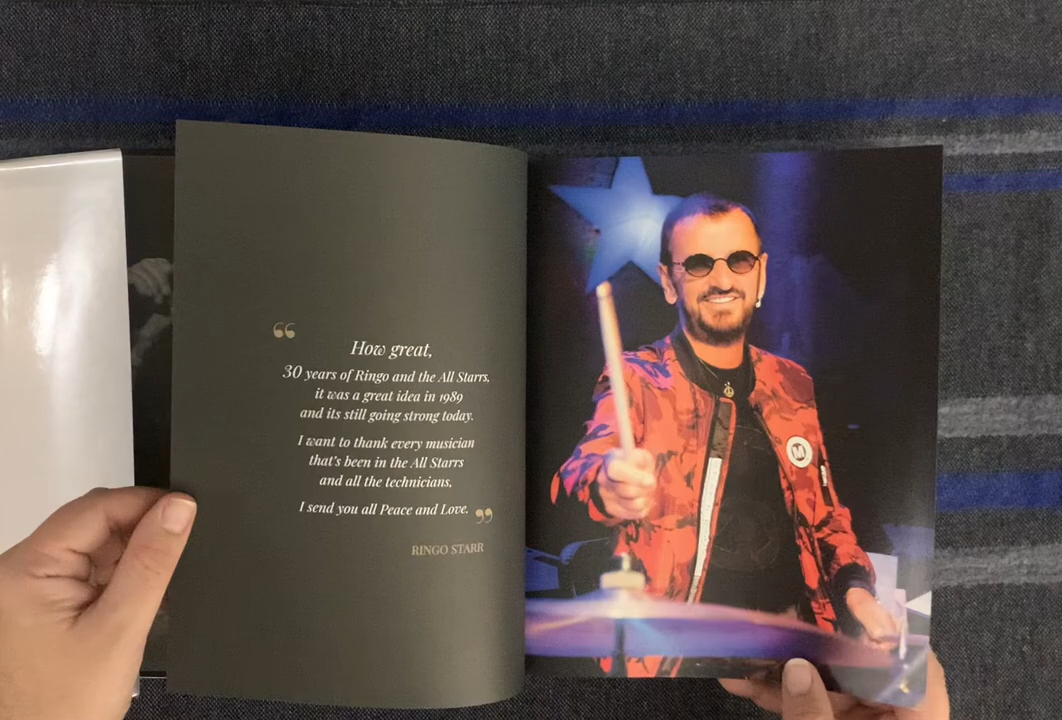 “
How great,
30 years of Ringo and the All Starrs,
it was a great idea in 1989
and its still going strong today.
I want to thank every musician
that’s been in the All Starrs
and all the technicians,
I send you all Peace and Love. ”
RINGO STARR
M